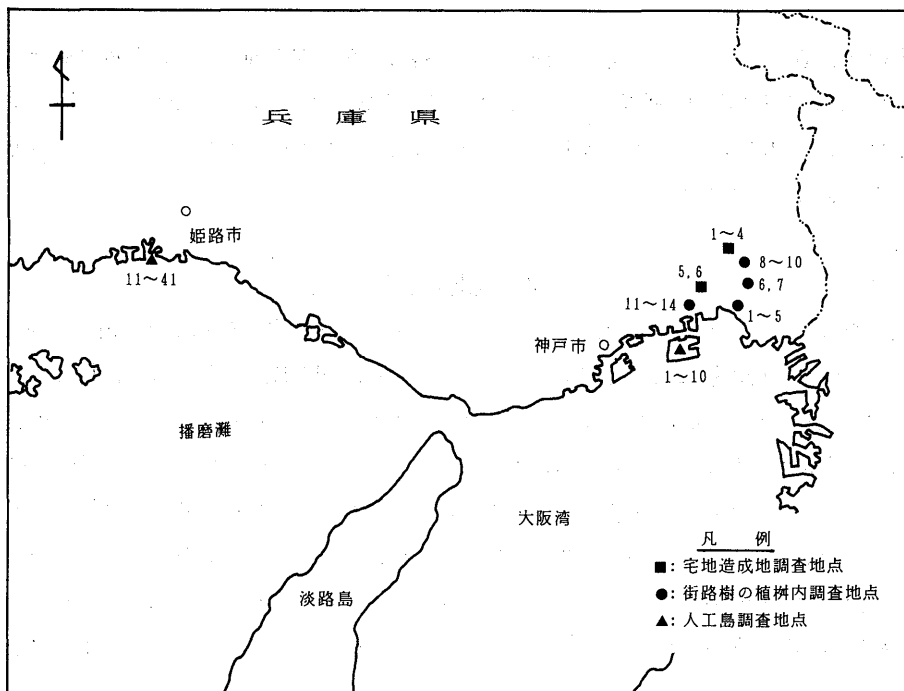 兵庫県
姫路市
11～41
1～4
8～10
5,6
6,7
11～14
1～5
神戸市
1～10
播磨灘
大阪湾
淡路島
凡例
■：宅地造成地調査地点
●：街路樹の植桝内調査地点
▲：人工島調査地点